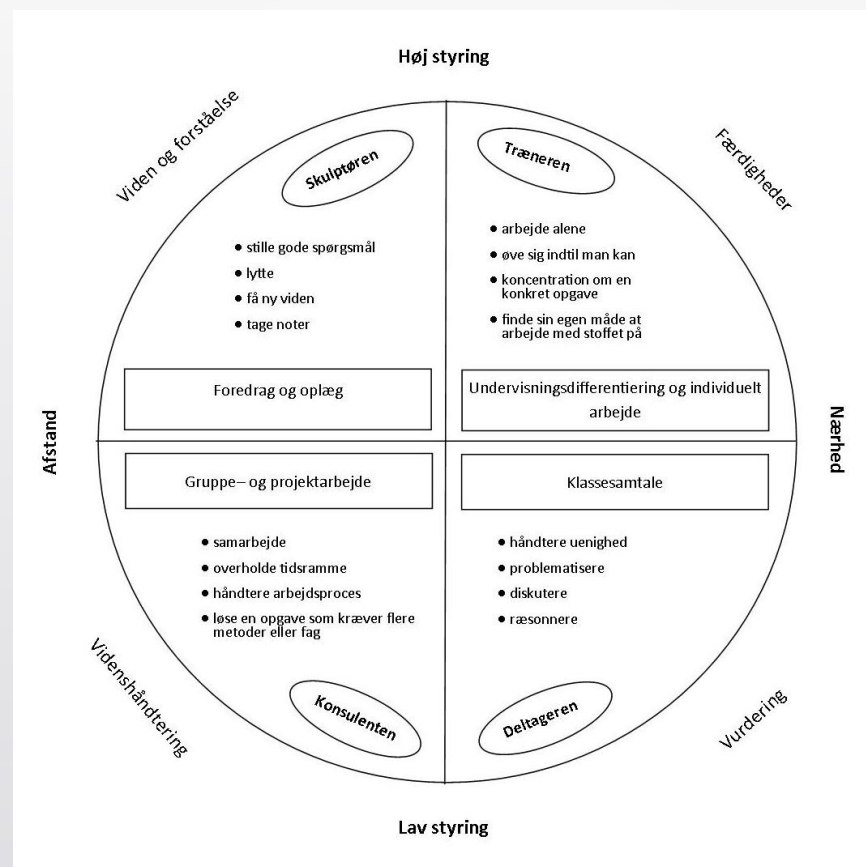 Høj styring
Viden og forståelse
Færdigheder
Skulptøren
Træneren
• stille gode spørgsmål
• lytte
• få ny viden
• tage noter
• arbejde alene
• øve sig indtil man kan
• koncentration om en
konkret opgave
• finde sin egen måde at
arbejde med stoffet på
Foredrag og oplæg
Undervisningsdifferentiering og individuelt
arbejde
Afstand
Nærhed
Gruppe– og projektarbejde
Klassesamtale
• samarbejde
• overholde tidsramme
• håndtere arbejdsproces
• løse en opgave som kræver flere
metoder eller fag
• håndtere uenighed
• problematisere
• diskutere
• ræsonnere
Konsulenten
Deltageren
Videnshåndtering
Vurdering
Lav styring